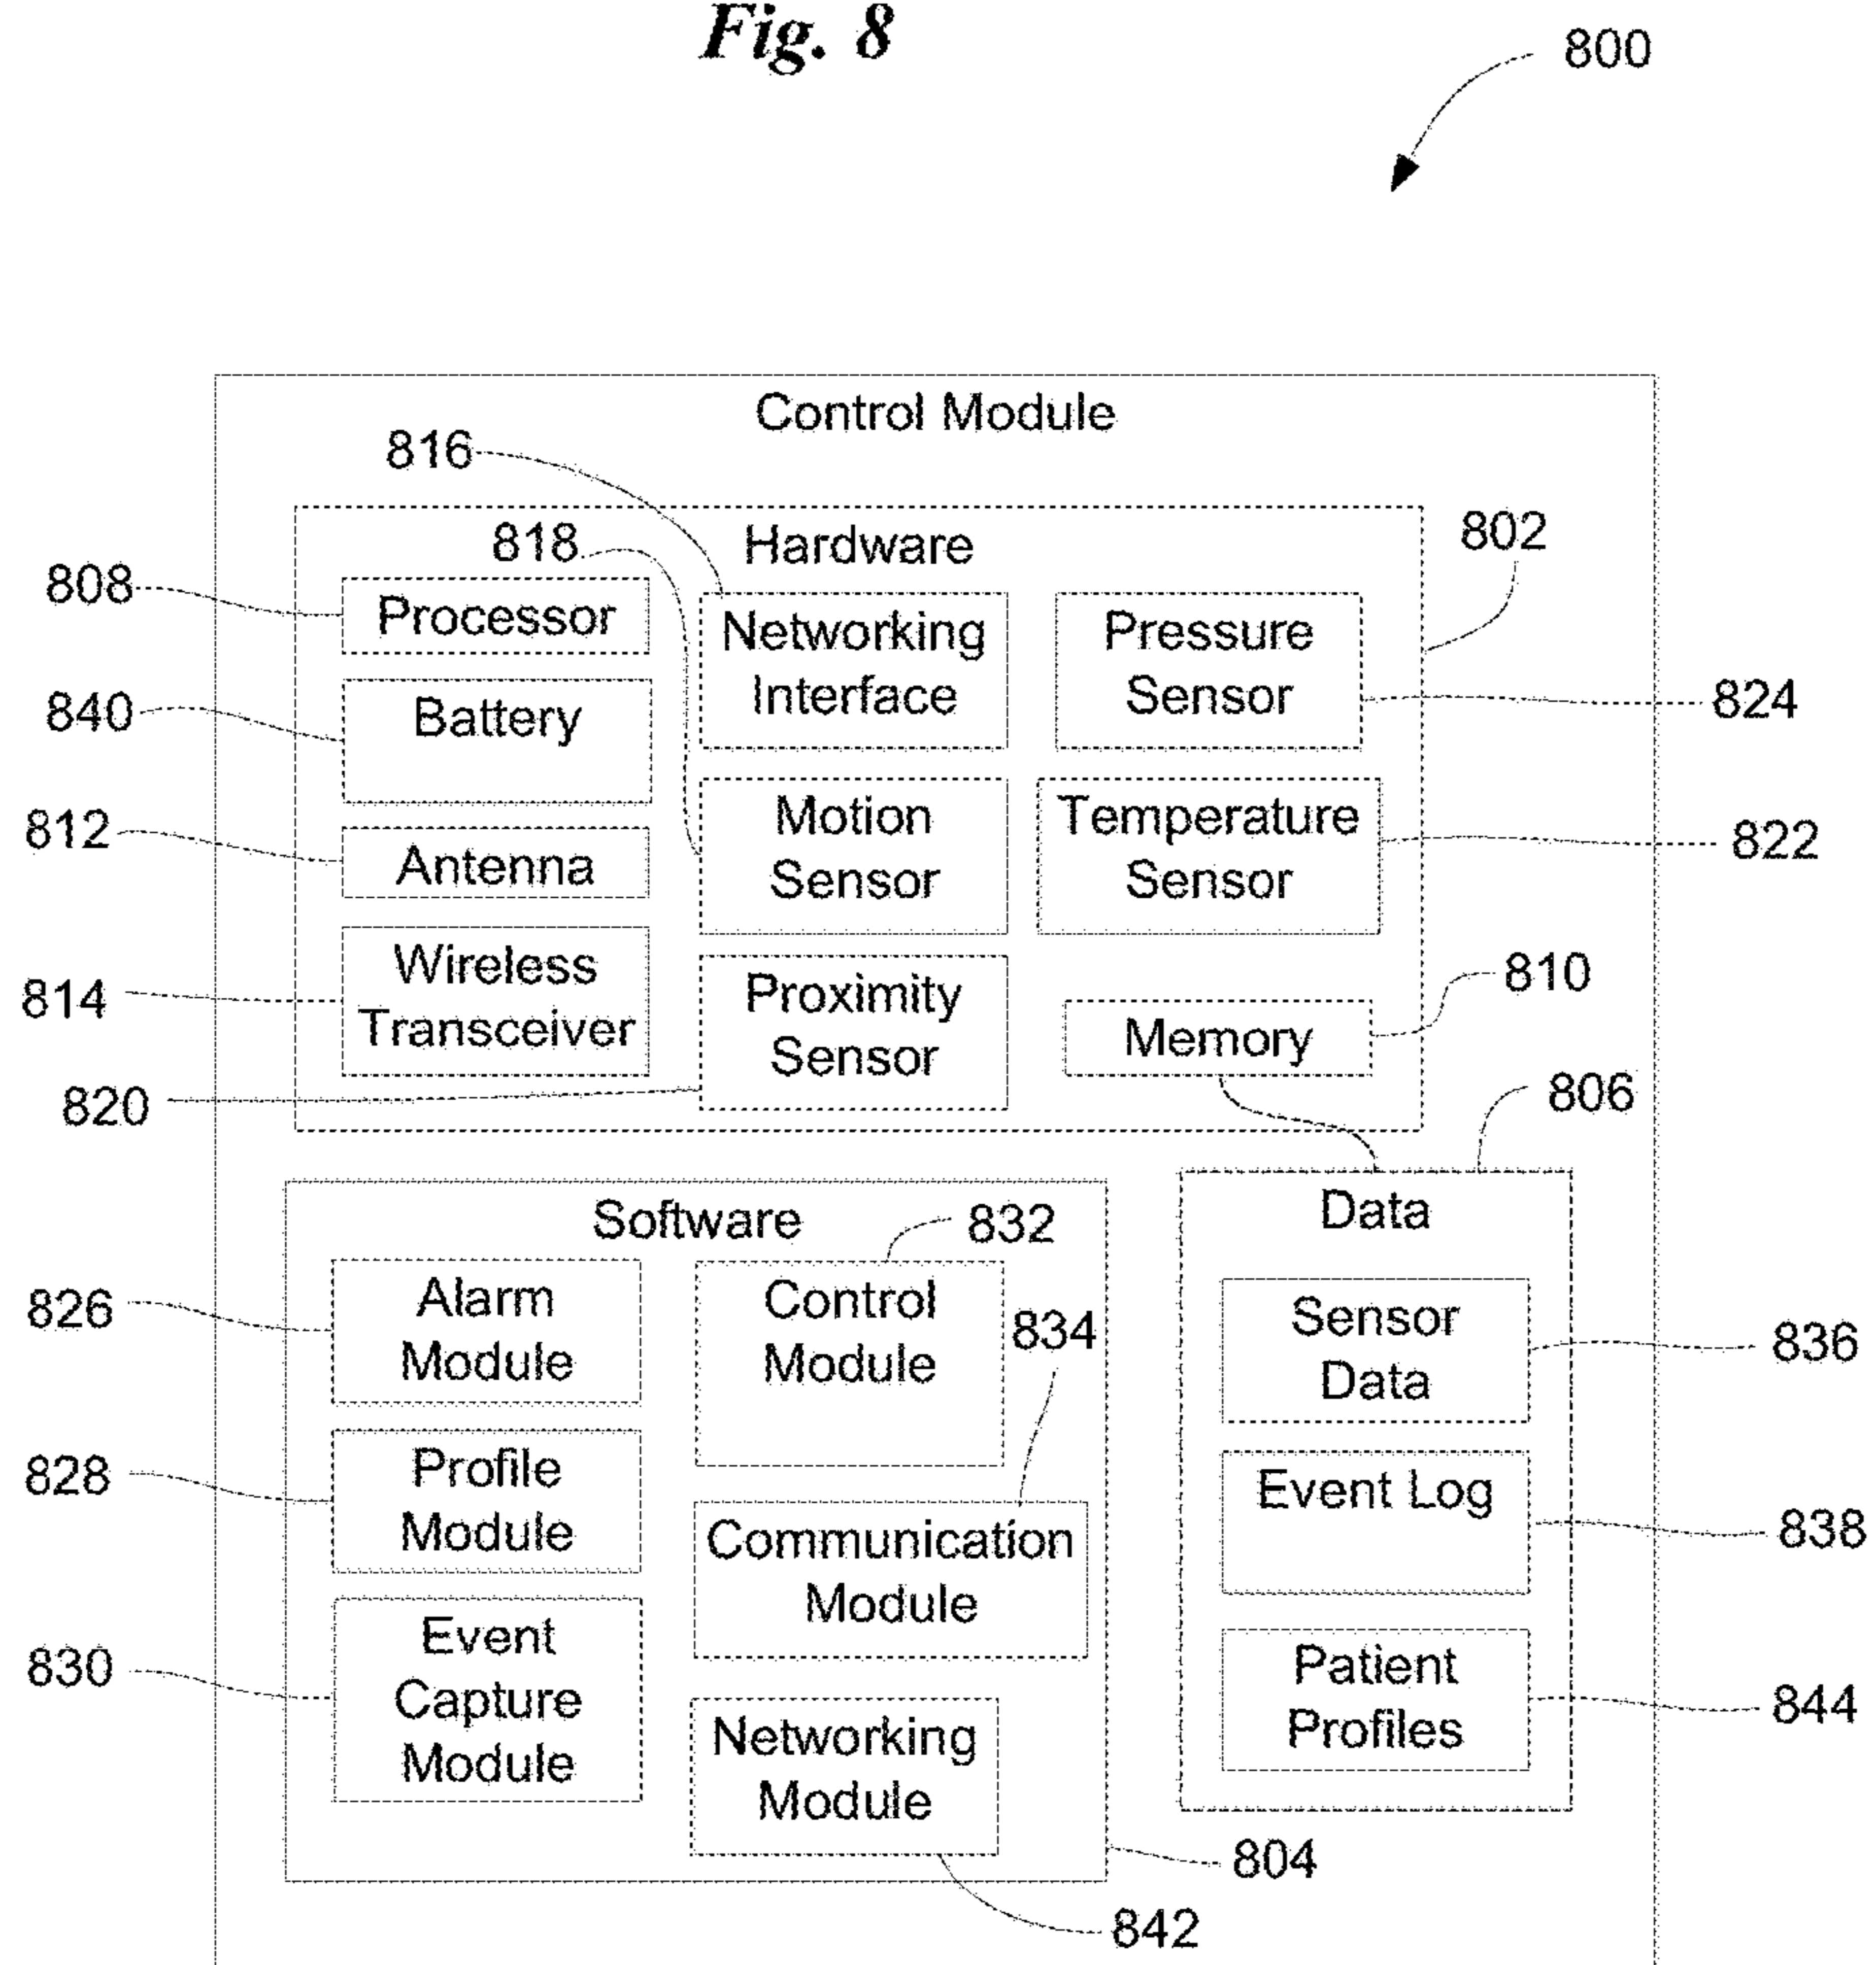 Fig. 8
800
Control Module
816
Hardware
802
818
808
Processor
Networking
Interface
Pressure
Sensor
824
840
Battery
812
Antenna
Motion
Sensor
Temperature
Sensor
822
814
Wireless
Transceiver
820
Proximity
Sensor
810
Memory
806
Software
832
826
Alarm
Module
Control
Module
834
828
Profile
Module
Communication
Module
830
Event
Capture
Module
Networking
Module
804
842
Data
Sensor
Data
836
Event Log
838
Patient
Profiles
844